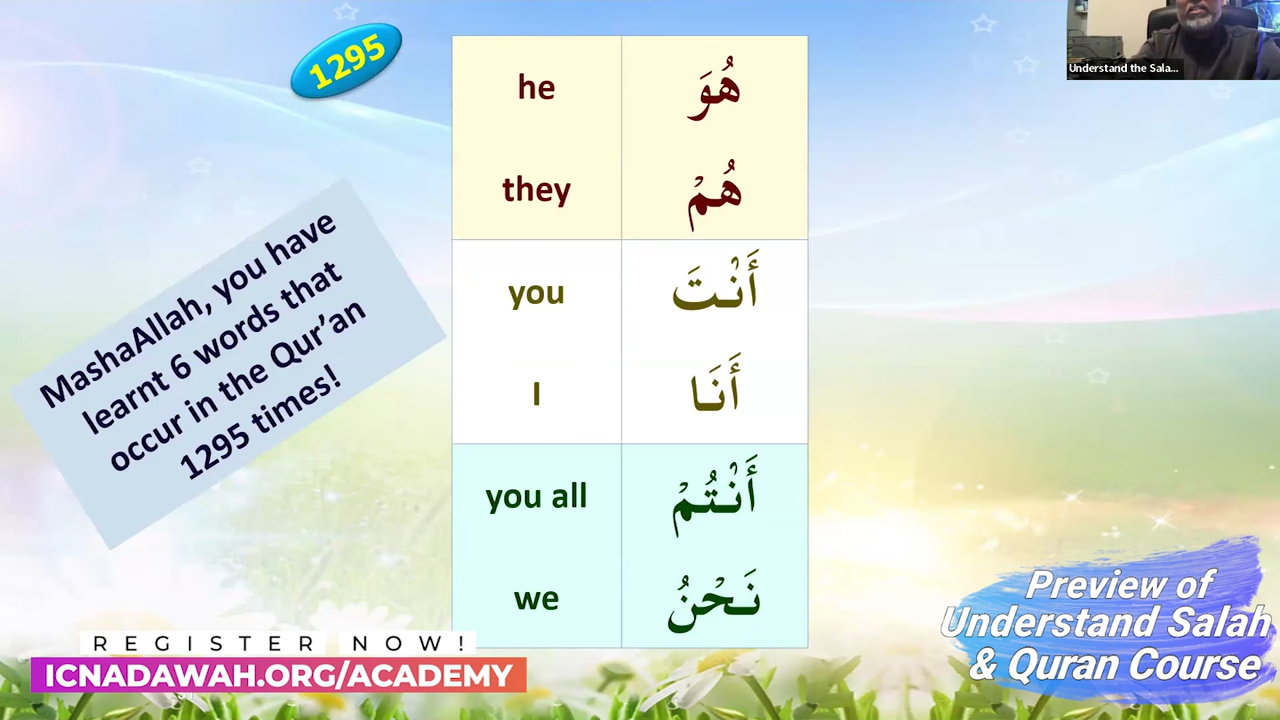 1295
Understand the Sala...
he هُوَ
they هُمْ
you أَنْتَ
I أَنَا
you all أَنْتُمْ
we نَحْنُ
MashaAllah, you have
learnt 6 words that
occur in the Qur’an
1295 times!
REGISTER NOW!
ICNADAWAH.ORG/ACADEMY
Preview of
Understand Salah
& Quran Course